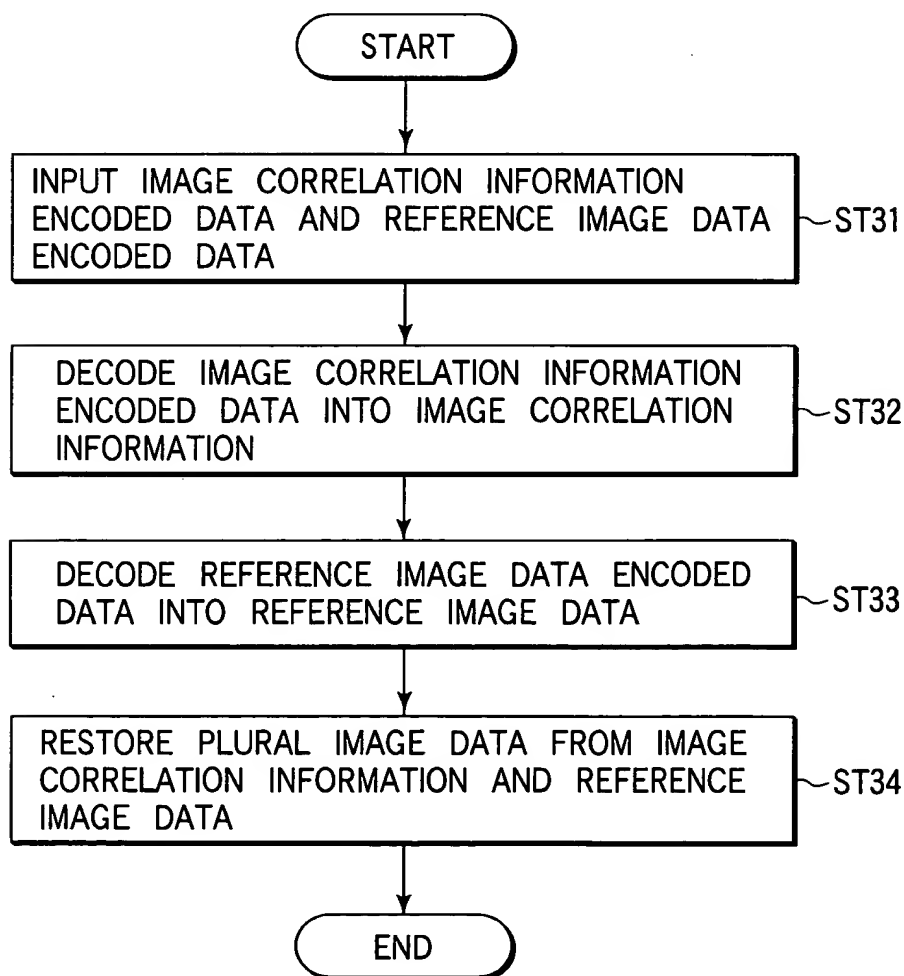 START
INPUT IMAGE CORRELATION INFORMATION
ENCODED DATA AND REFERENCE IMAGE DATA
ENCODED DATA
ST31
DECODE IMAGE CORRELATION INFORMATION
ENCODED DATA INTO IMAGE CORRELATION
INFORMATION
ST32
DECODE REFERENCE IMAGE DATA ENCODED
DATA INTO REFERENCE IMAGE DATA
ST33
RESTORE PLURAL IMAGE DATA FROM IMAGE
CORRELATION INFORMATION AND REFERENCE
IMAGE DATA
ST34
END